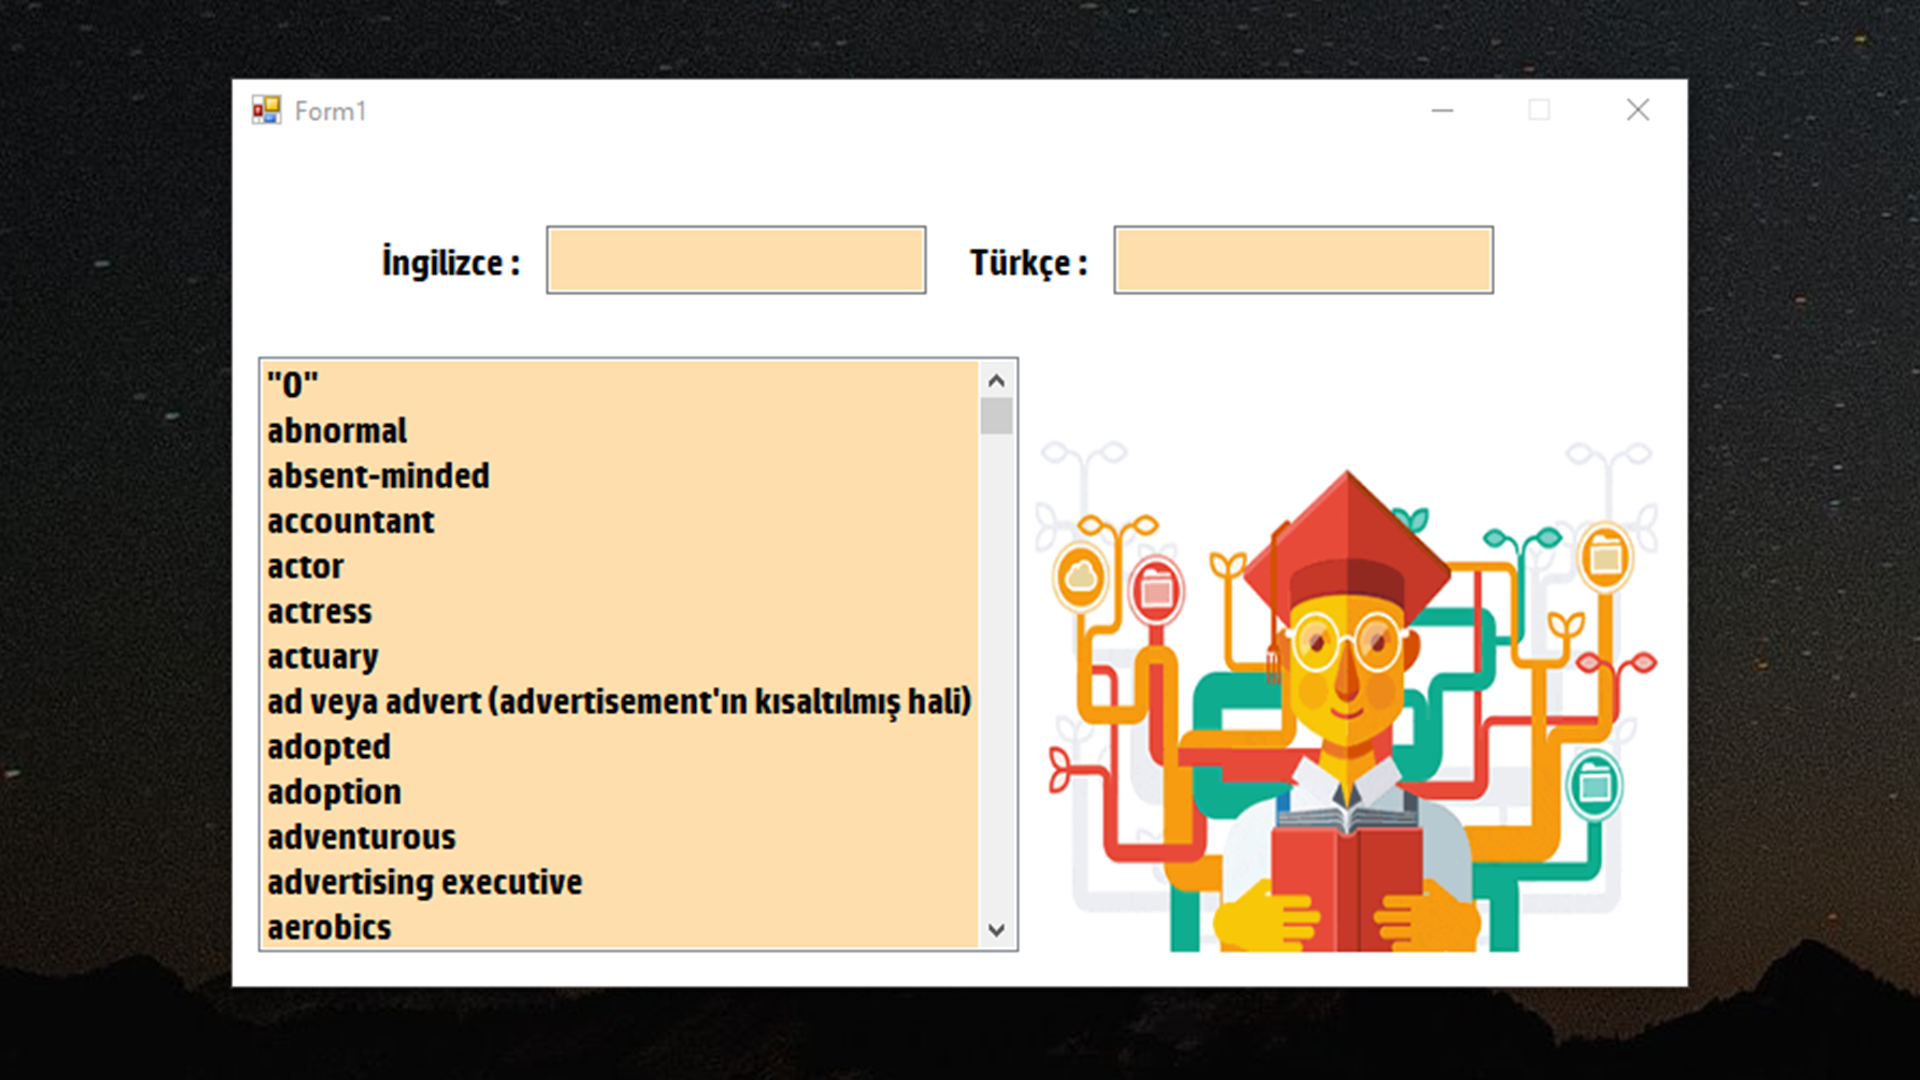 Form1
İngilizce :
Türkçe :
"0"
abnormal
absent-minded
accountant
actor
actress
actuary
ad veya advert (advertisement'ın kısaltılmış hali)
adopted
adoption
adventurous
advertising executive
aerobics